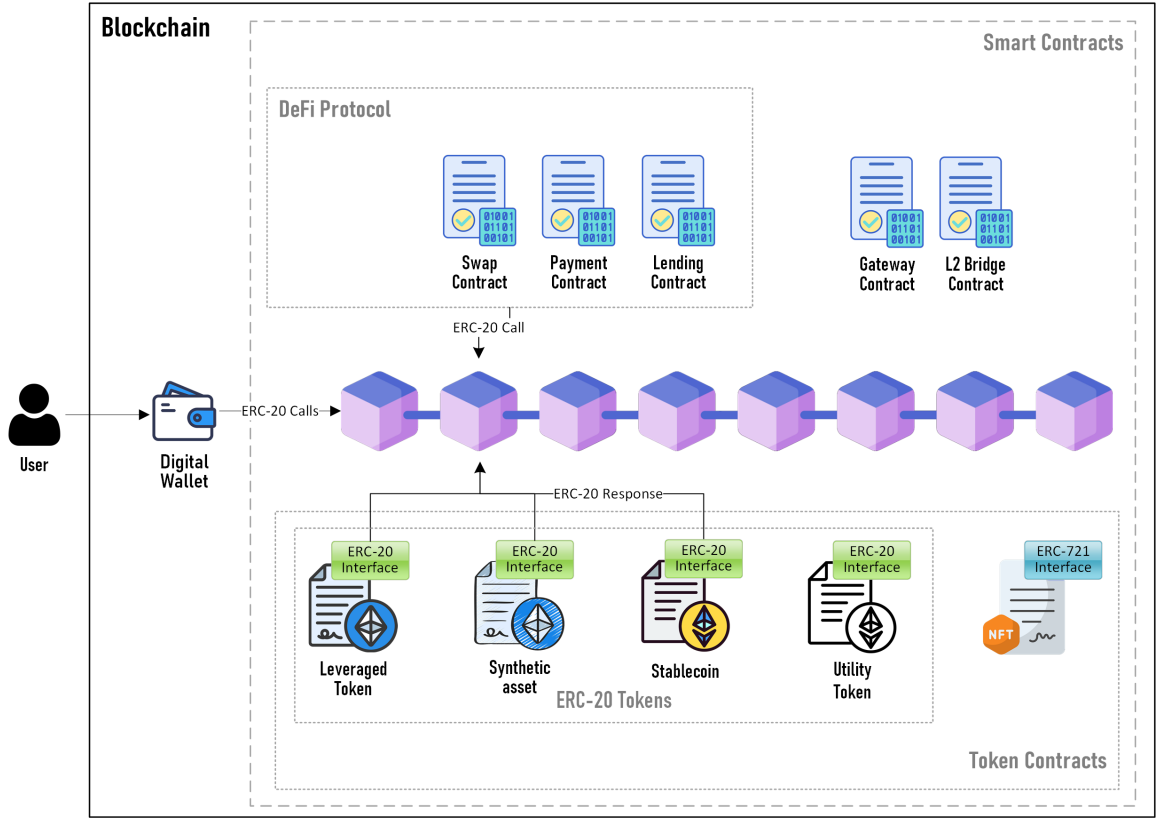 Blockchain
Smart Contracts
DeFi Protocol
01001
01101
00101
01001
01101
00101
01001
01101
00101
01001
01101
00101
01001
01101
00101
Swap
Contract
Payment
Contract
Lending
Contract
Gateway
Contract
L2 Bridge
Contract
ERC-20 Call
User
Digital
Wallet
ERC-20 Calls
ERC-20 Response
ERC-20
Interface
ERC-20
Interface
ERC-20
Interface
ERC-20
Interface
ERC-721
Interface
NFT
Leveraged
Token
Synthetic
asset
Stablecoin
Utility
Token
ERC-20 Tokens
Token Contracts